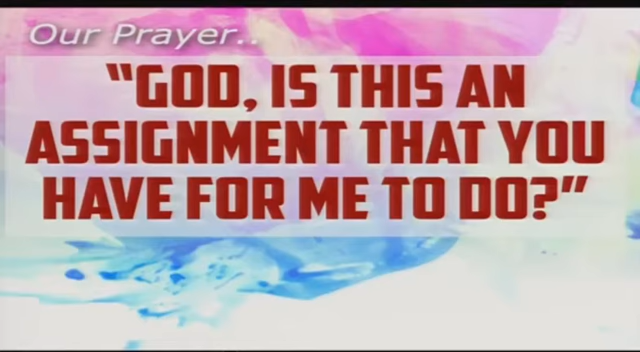 Our Prayer..
“GOD, IS THIS AN
ASSIGNMENT THAT YOU
HAVE FOR ME TO DO?”